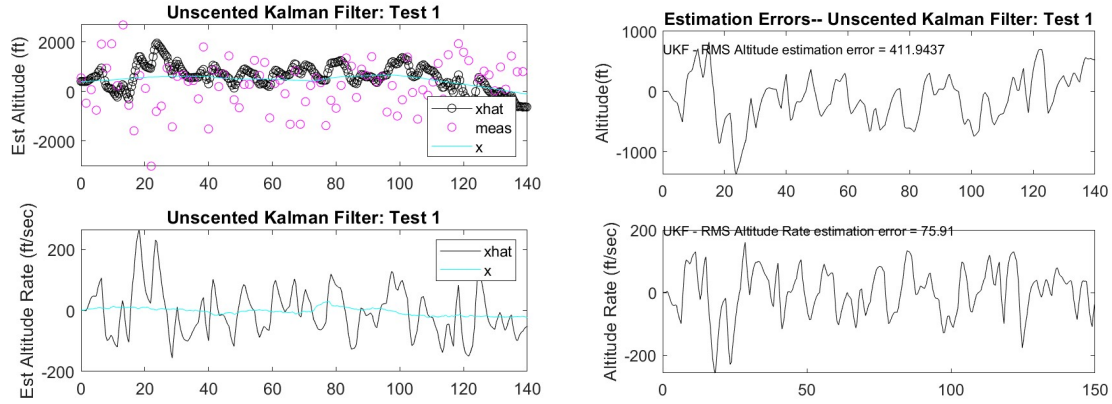 Unscented Kalman Filter: Test 1
Est Altitude (ft)
2000
0
-2000
xhat
meas
x
0 20 40 60 80 100 120 140
Unscented Kalman Filter: Test 1
Est Altitude Rate (ft/sec)
200
0
-200
xhat
x
0 20 40 60 80 100 120 140
Estimation Errors-- Unscented Kalman Filter: Test 1
UKF - RMS Altitude estimation error = 411.9437
Altitude(ft)
1000
0
-1000
0 20 40 60 80 100 120 140
UKF - RMS Altitude Rate estimation error = 75.91
Altitude Rate (ft/sec)
200
0
-200
0 50 100 150